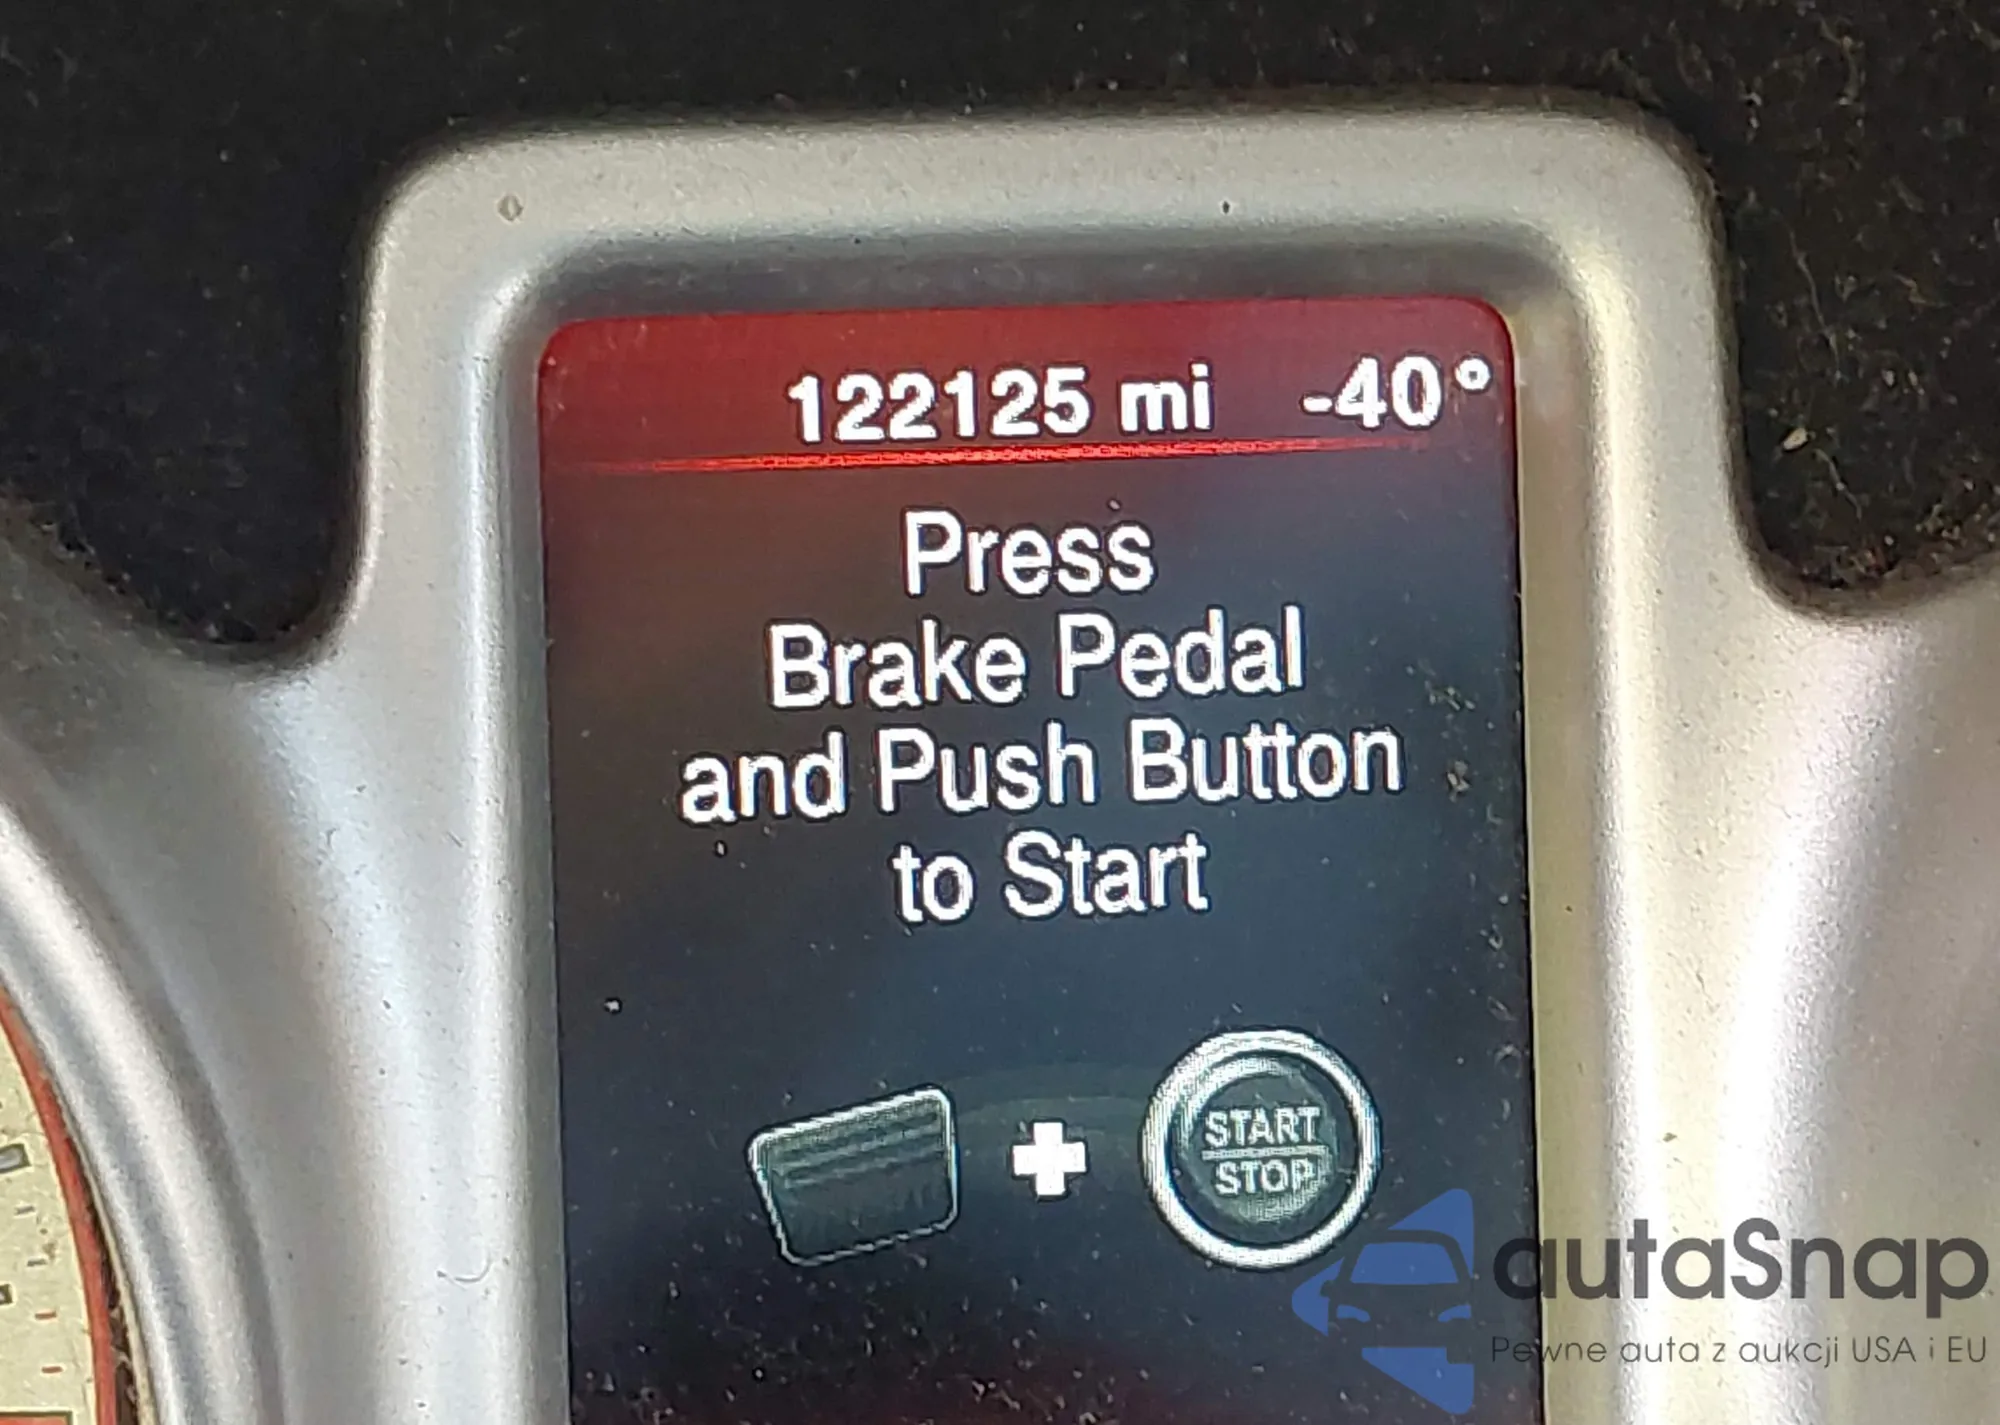 122125 mi -40°
Press
Brake Pedal
and Push Button
to Start
START
STOP
autaSnap
Pewne auta z aukcji USA i EU